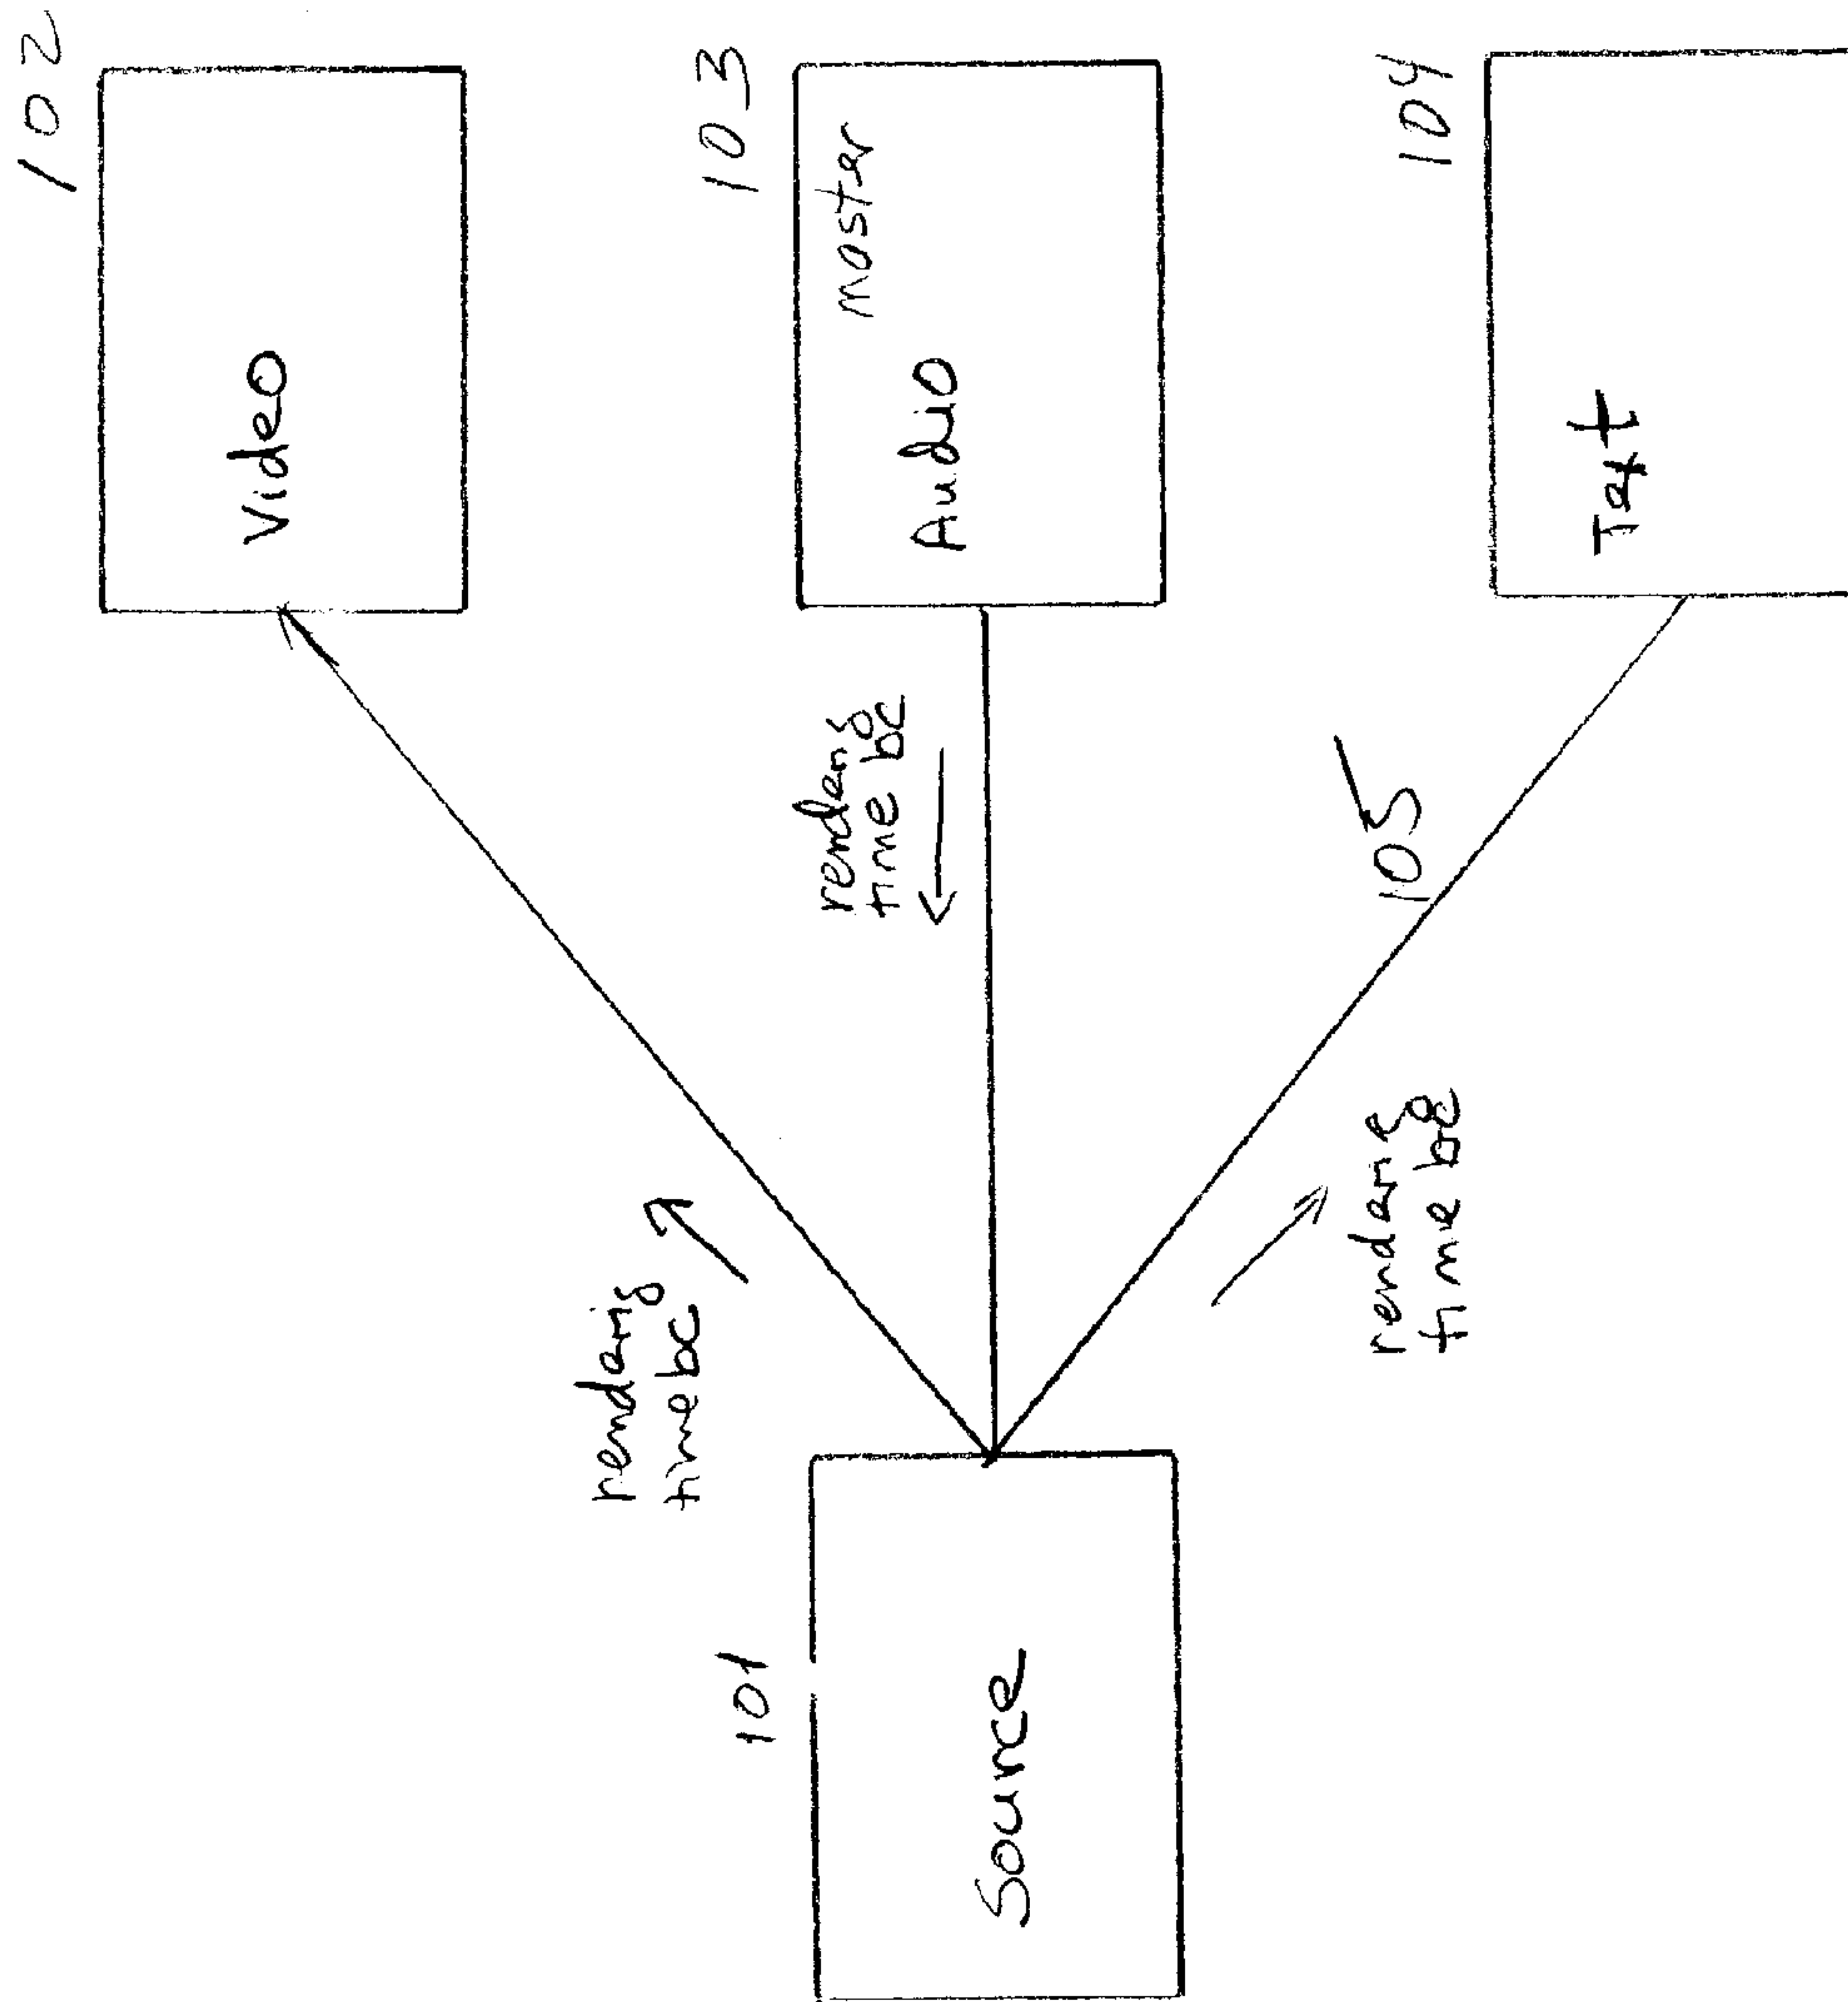 102
Video
103
master
Audio
104
Text
rendering
time bc
105
rendering
time bc
rendering
time bc
101
Source